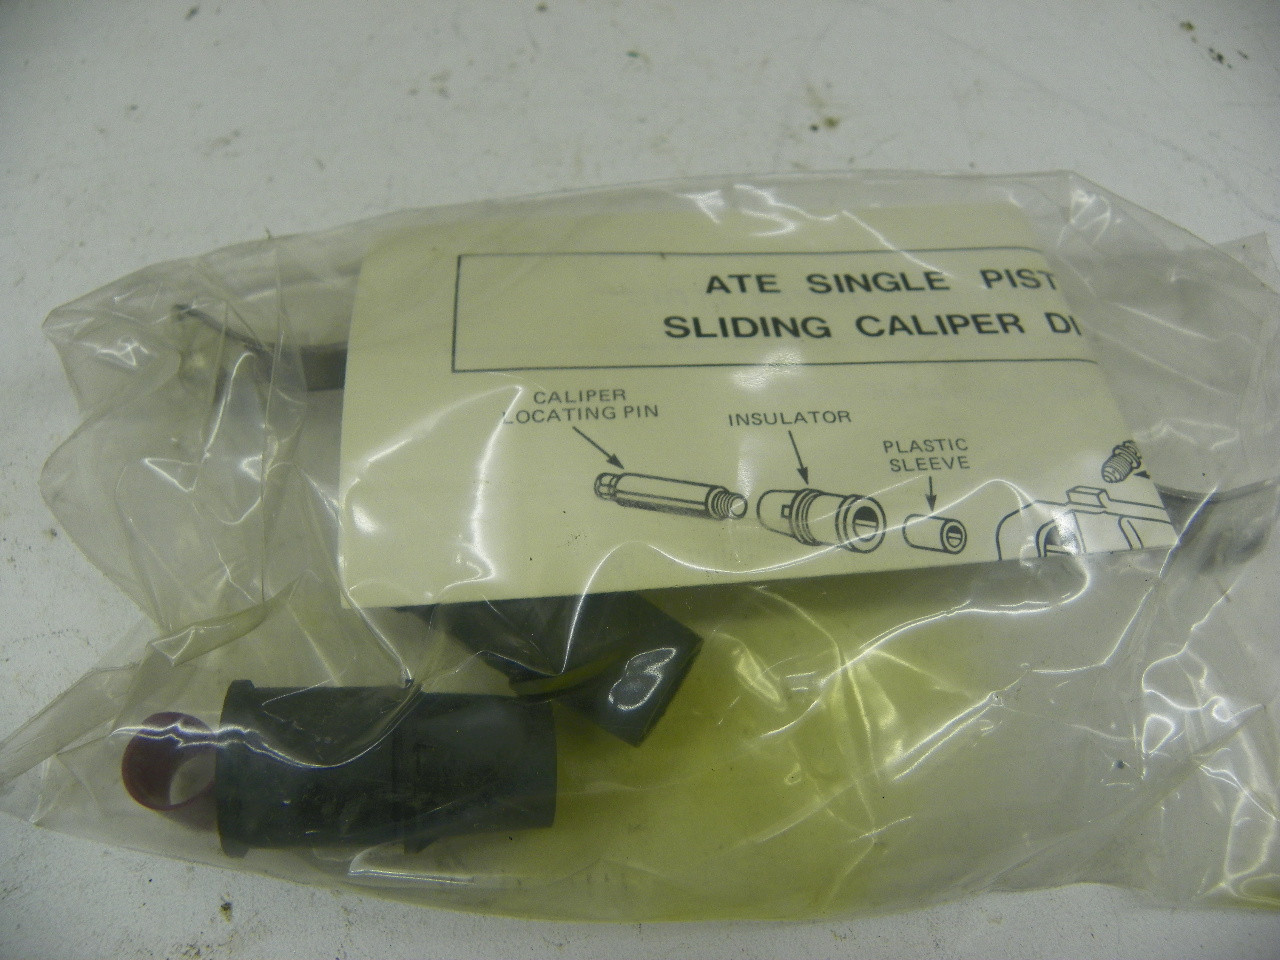 ATE SINGLE PIST
SLIDING CALIPER DI
CALIPER
LOCATING PIN
INSULATOR
PLASTIC
SLEEVE